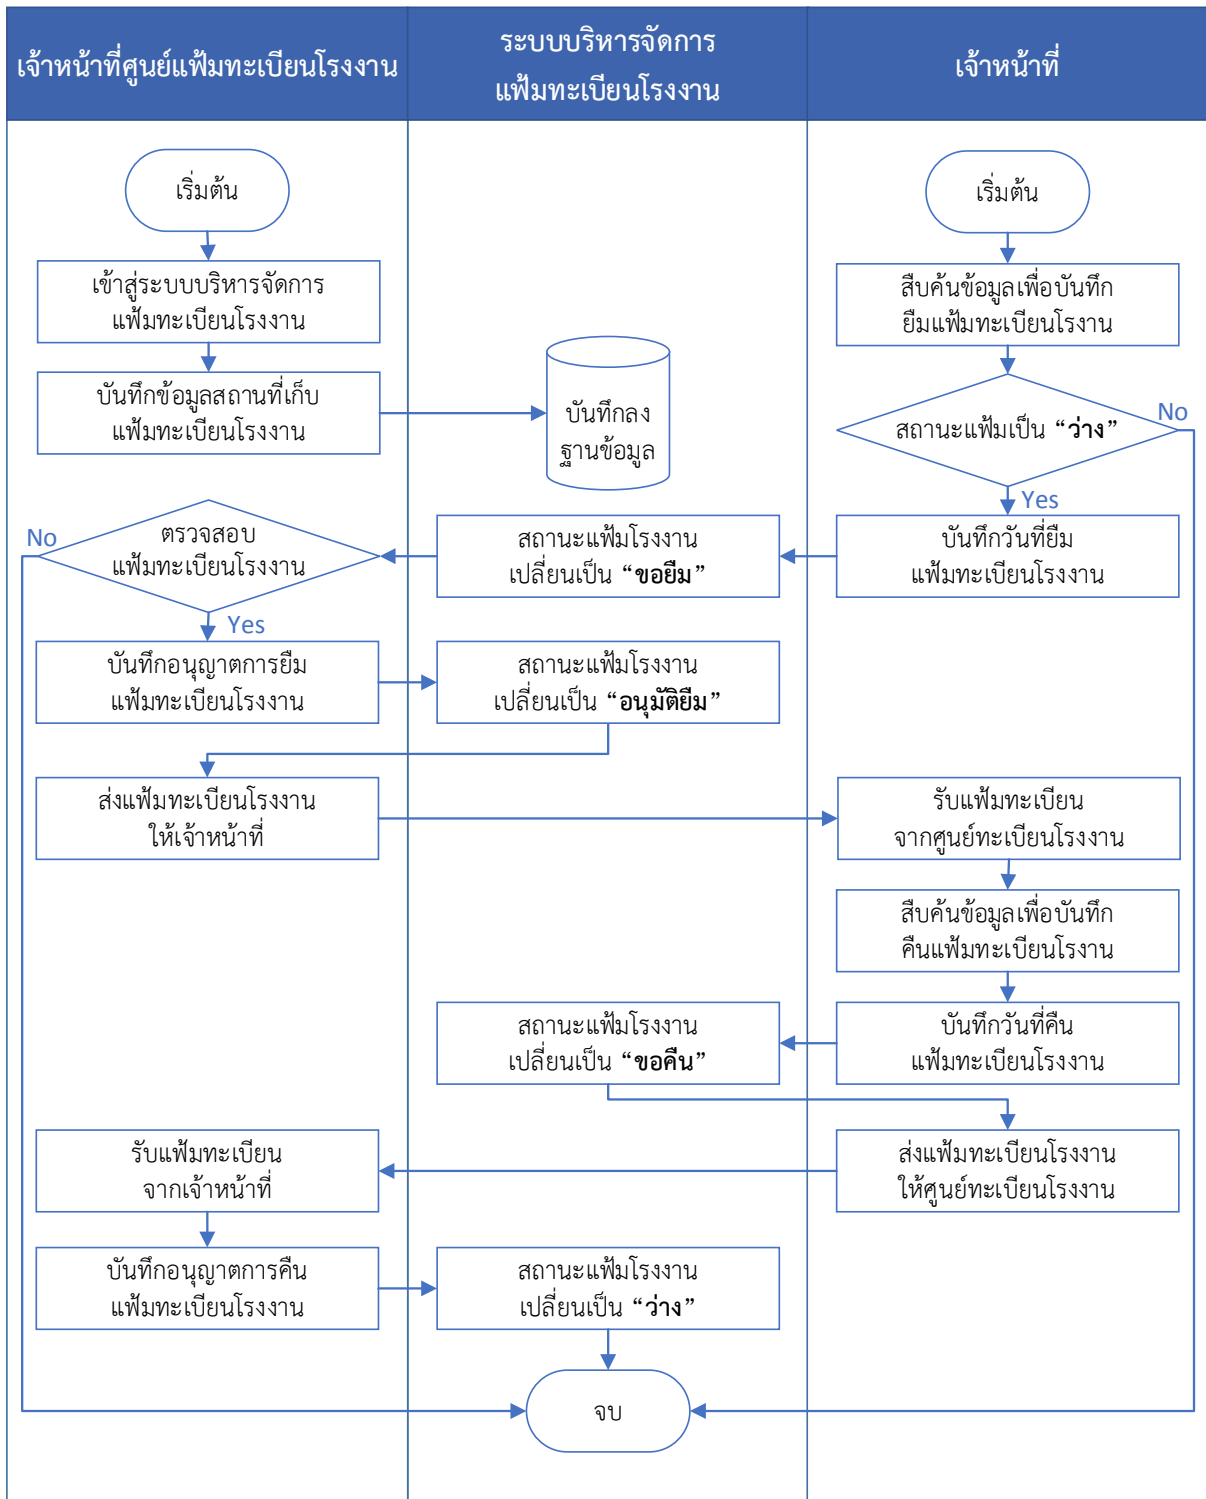 เจ้าหน้าที่ศูนย์แฟ้มทะเบียนโรงงาน
ระบบบริหารจัดการ
แฟ้มทะเบียนโรงงาน
เจ้าหน้าที่
เริ่มต้น
เริ่มต้น
เข้าสู่ระบบบริหารจัดการ
แฟ้มทะเบียนโรงงาน
สืบค้นข้อมูลเพื่อบันทึก
ยืมแฟ้มทะเบียนโรงาน
บันทึกข้อมูลสถานที่เก็บ
แฟ้มทะเบียนโรงงาน
บันทึกลง
ฐานข้อมูล
สถานะแฟ้มเป็น “ว่าง”
No
Yes
ตรวจสอบ
แฟ้มทะเบียนโรงงาน
No
Yes
สถานะแฟ้มโรงงาน
เปลี่ยนเป็น “ขอยืม”
บันทึกวันที่ยืม
แฟ้มทะเบียนโรงงาน
บันทึกอนุญาตการยืม
แฟ้มทะเบียนโรงงาน
สถานะแฟ้มโรงงาน
เปลี่ยนเป็น “อนุมัติยืม”
ส่งแฟ้มทะเบียนโรงงาน
ให้เจ้าหน้าที่
รับแฟ้มทะเบียน
จากศูนย์ทะเบียนโรงงาน
สืบค้นข้อมูลเพื่อบันทึก
คืนแฟ้มทะเบียนโรงาน
สถานะแฟ้มโรงงาน
เปลี่ยนเป็น “ขอคืน”
บันทึกวันที่คืน
แฟ้มทะเบียนโรงงาน
รับแฟ้มทะเบียน
จากเจ้าหน้าที่
ส่งแฟ้มทะเบียนโรงงาน
ให้ศูนย์ทะเบียนโรงงาน
บันทึกอนุญาตการคืน
แฟ้มทะเบียนโรงงาน
สถานะแฟ้มโรงงาน
เปลี่ยนเป็น “ว่าง”
จบ